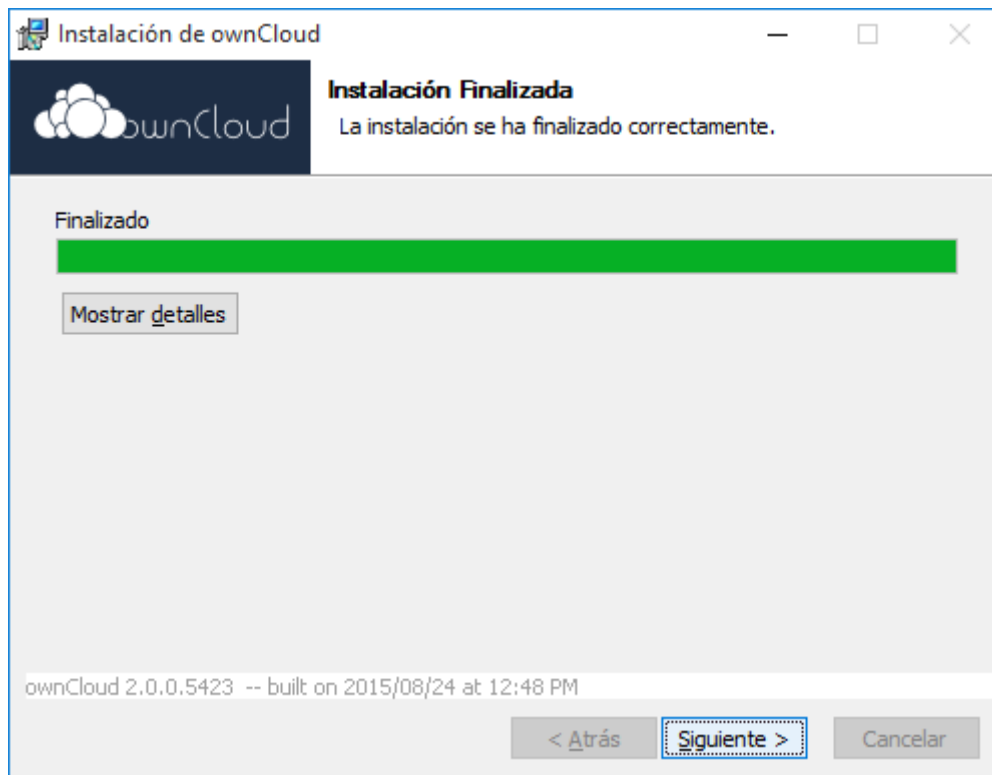 Instalación de ownCloud
ownCloud
Instalación Finalizada
La instalación se ha finalizado correctamente.
Finalizado
Mostrar detalles
ownCloud 2.0.0.5423 -- built on 2015/08/24 at 12:48 PM
< Atrás Siguiente > Cancelar